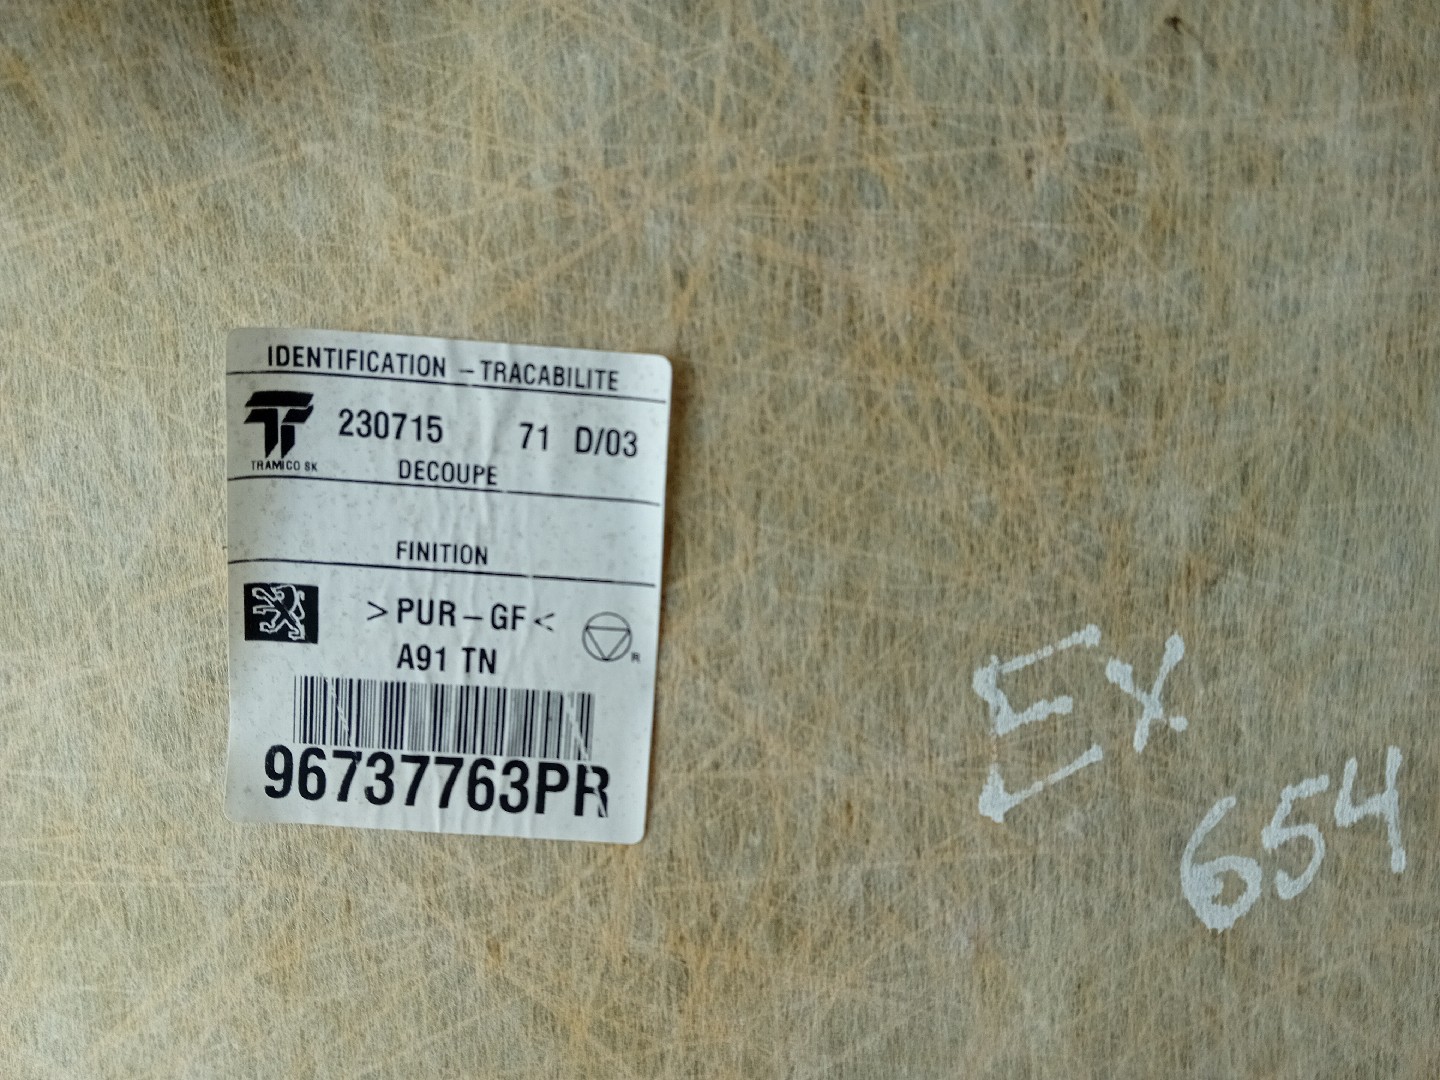 IDENTIFICATION - TRACABILITE
230715 71 D/03
TRAMICO SK
DECOUPE
FINITION
>PUR-GF<
R
A91 TN
96737763PR
EX
654